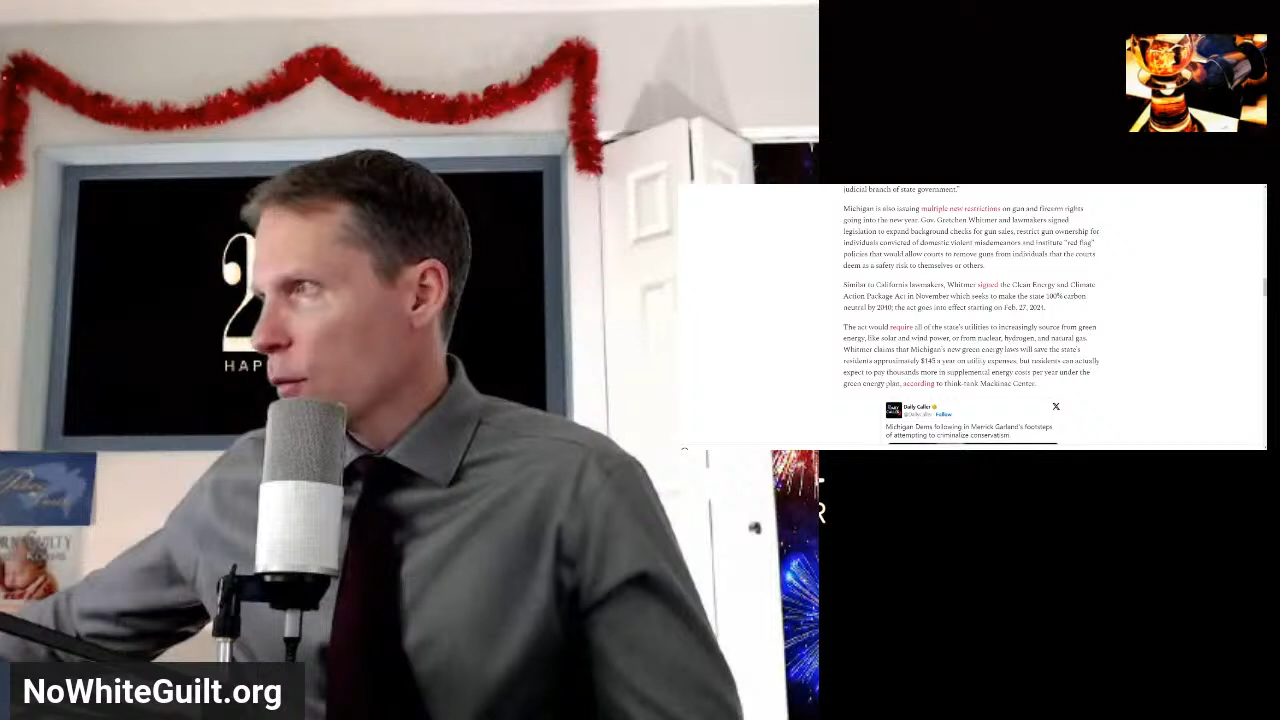 judicial branch of state government."
Michigan is also issuing multiple new restrictions on gun and firearm rights
going into the new year. Gov. Gretchen Whitmer and lawmakers signed
legislation to expand background checks for gun sales, restrict gun ownership for
individuals convicted of domestic violent misdemeanors and institute "red flag"
policies that would allow courts to remove guns from individuals that the courts
deem as a safety risk to themselves or others.
Similar to California lawmakers, Whitmer signed the Clean Energy and Climate
Action Package Act in November which seeks to make the state 100% carbon
neutral by 2040; the act goes into effect starting on Feb. 27, 2024.
The act would require all of the state's utilities to increasingly source from green
energy, like solar and wind power, or from nuclear, hydrogen, and natural gas.
Whitmer claims that Michigan's new green energy laws will save the state's
residents approximately $145 a year on utility expenses, but residents can actually
expect to pay thousands more in supplemental energy costs per year under the
green energy plan, according to think-tank Mackinac Center.
Daily Caller
@DailyCaller · Follow
Michigan Dems following in Merrick Garland's footsteps
of attempting to criminalize conservatism.
2
HAP
R
NoWhiteGuilt.org